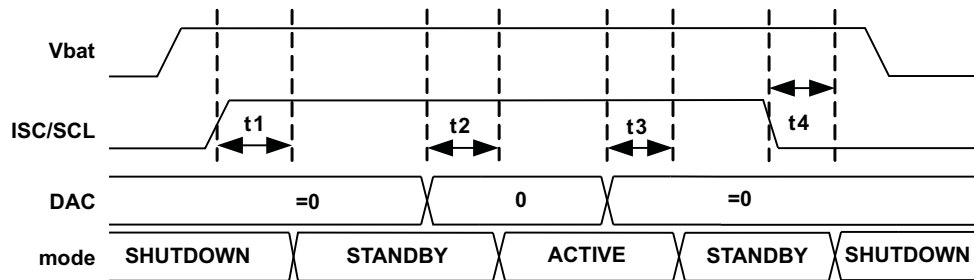 Vbat
ISC/SCL
t1
t2
t3
t4
DAC
=0
0
=0
mode
SHUTDOWN
STANDBY
ACTIVE
STANDBY
SHUTDOWN